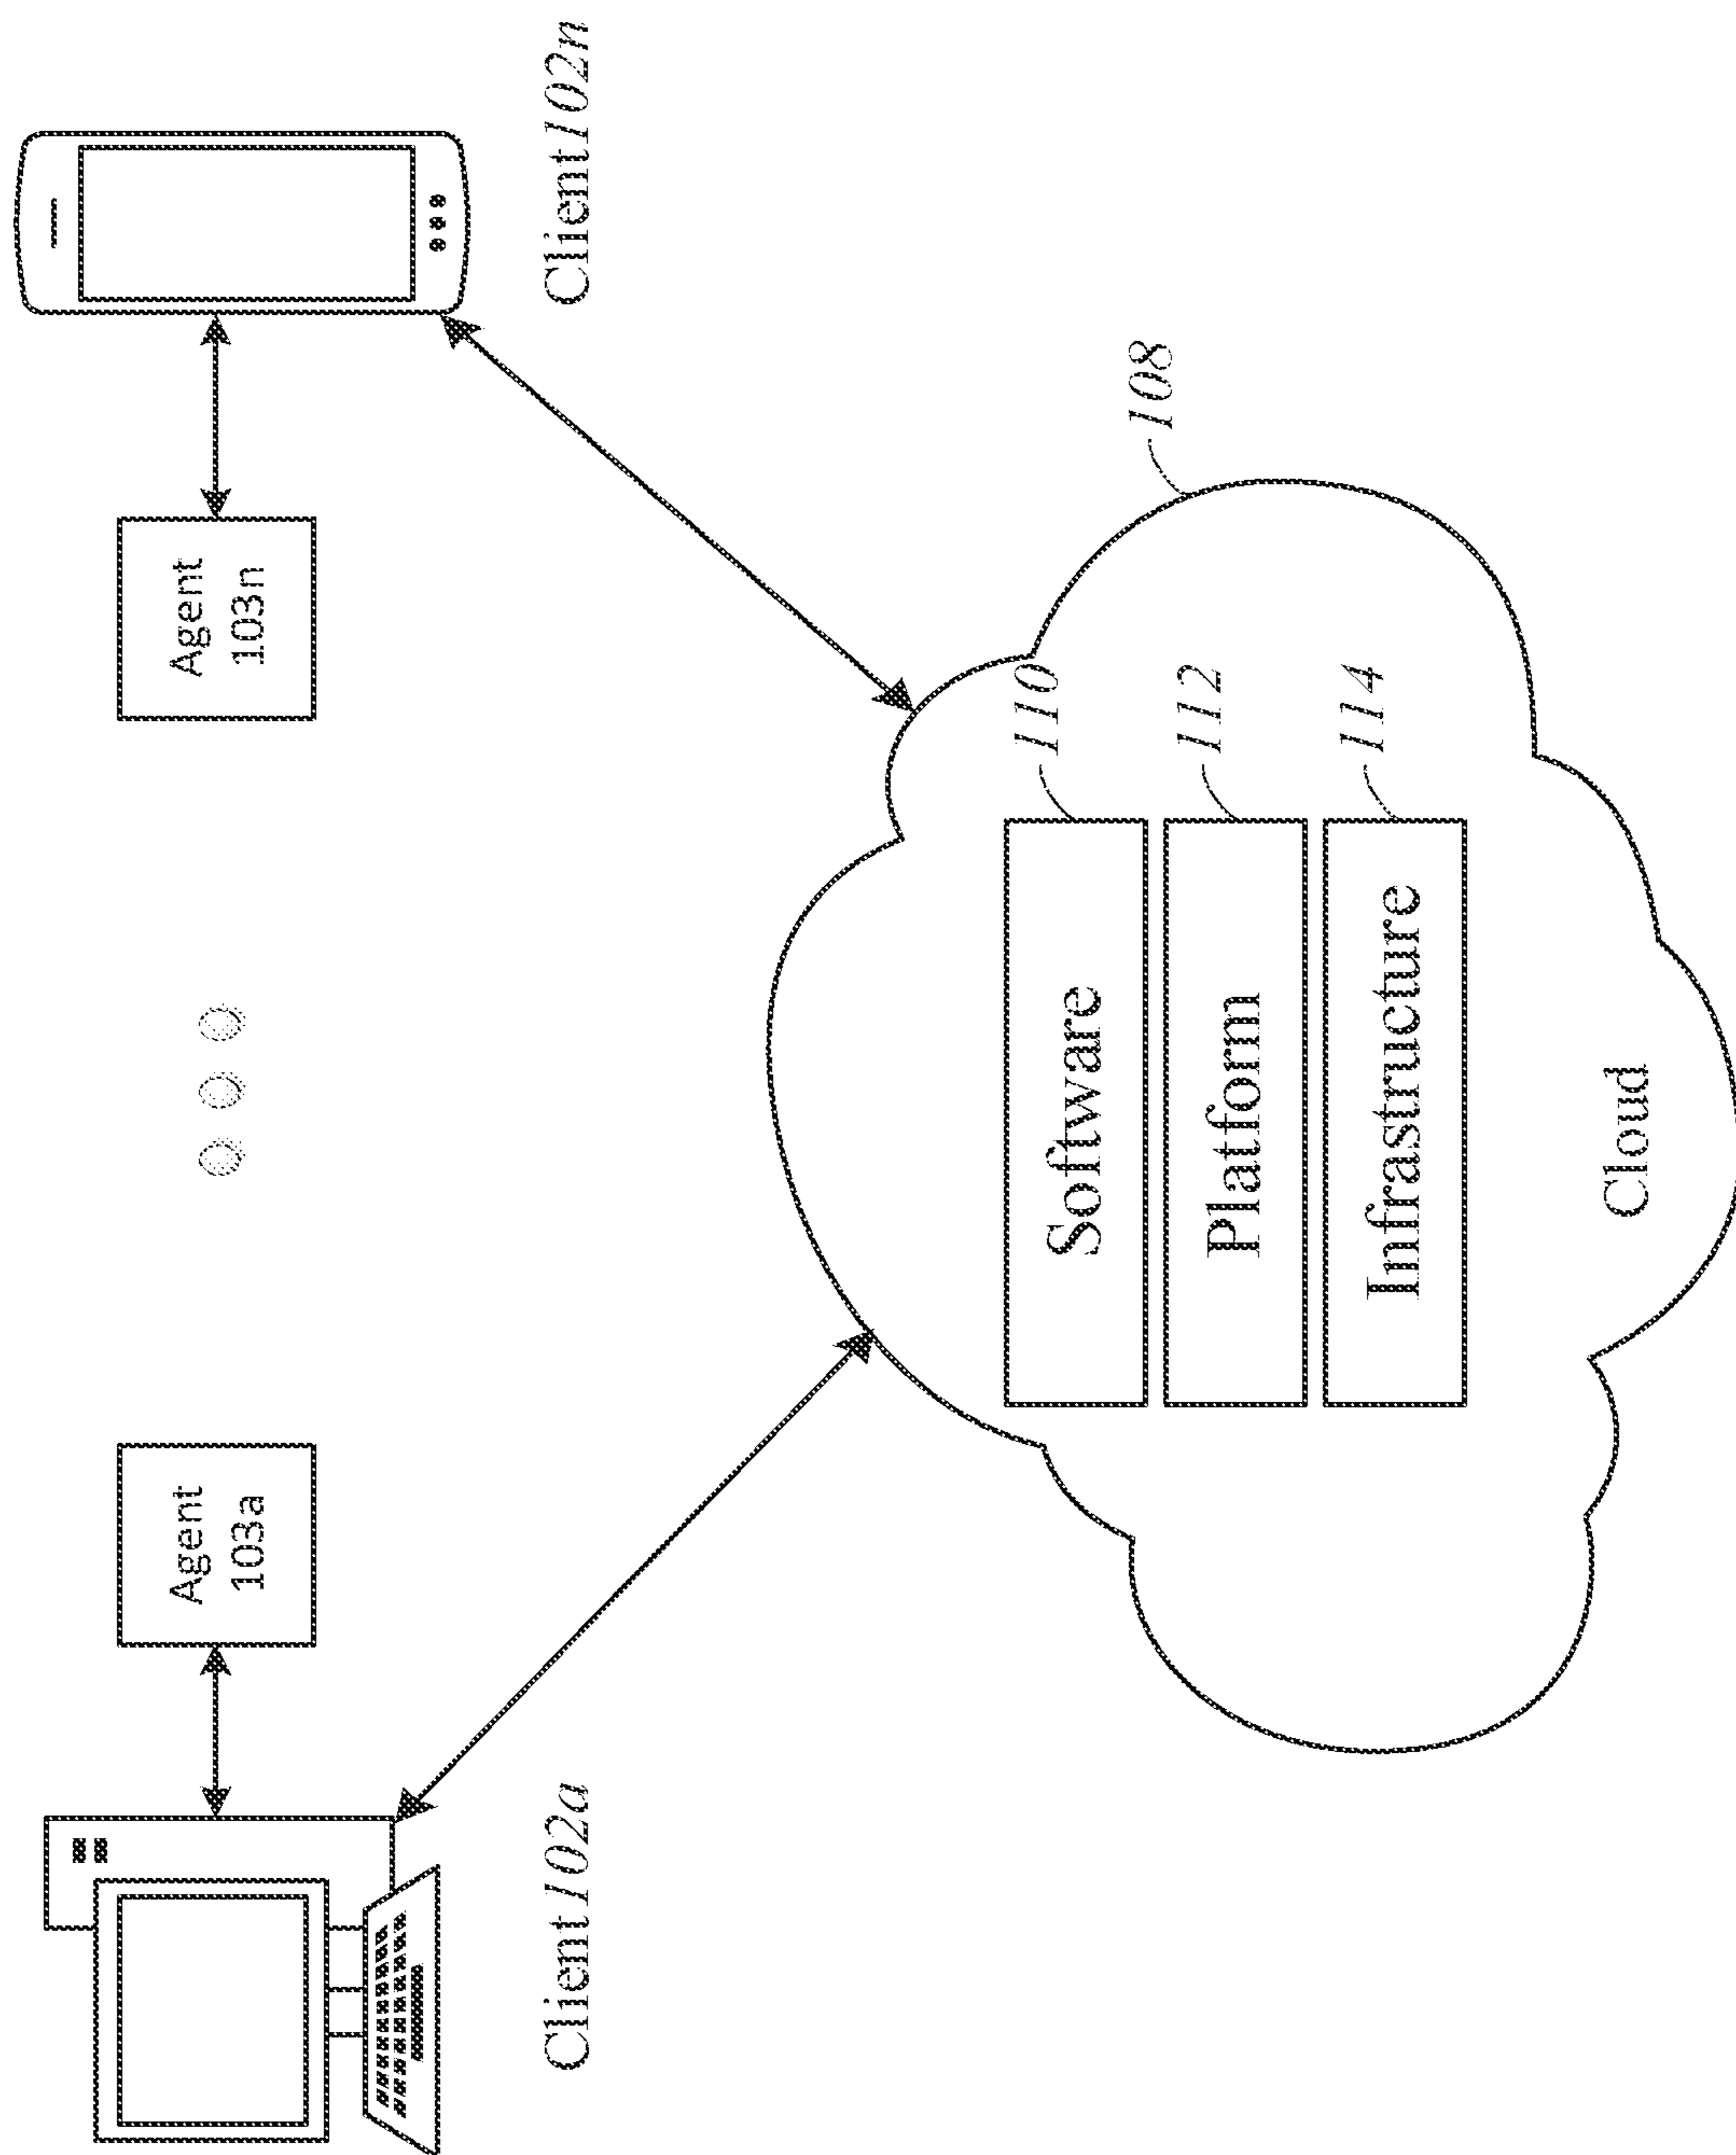 Agent
103a
Agent
103n
Client 102a
Client 102n
108
Software
110
Platform
112
Infrastructure
114
Cloud